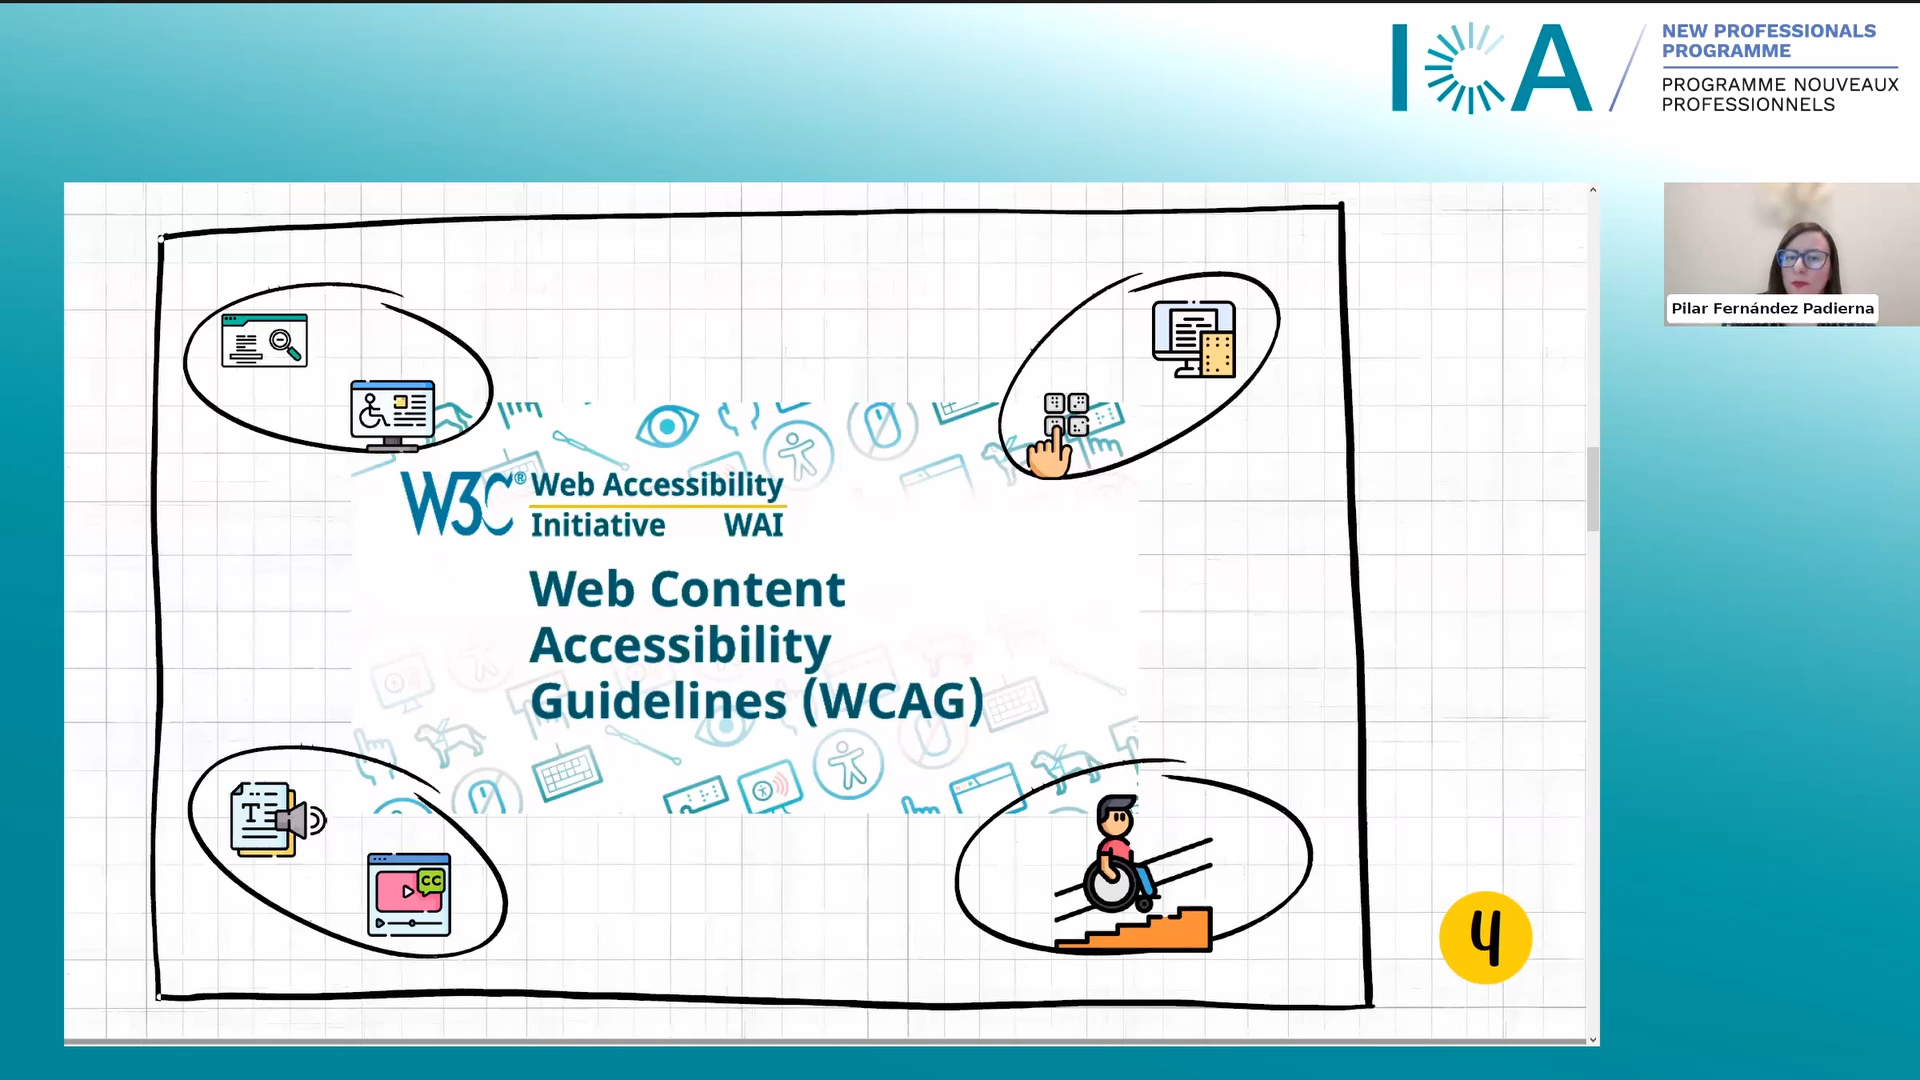 ICA
NEW PROFESSIONALS
PROGRAMME
PROGRAMME NOUVEAUX
PROFESSIONNELS
Pilar Fernández Padierna
W3C® Web Accessibility
Initiative WAI
Web Content
Accessibility
Guidelines (WCAG)
T
CC
4